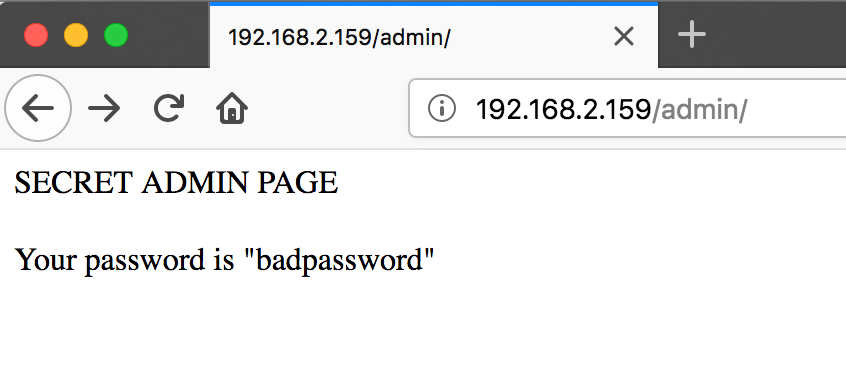 192.168.2.159/admin/
192.168.2.159/admin/
SECRET ADMIN PAGE
Your password is "badpassword"